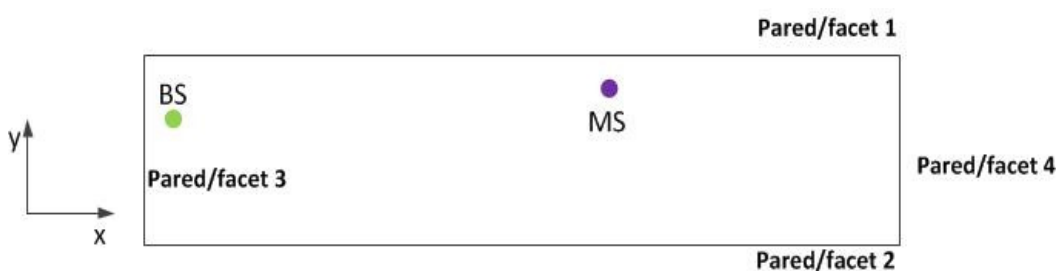 Pared/facet 1
BS
MS
y
Pared/facet 3
Pared/facet 4
x
Pared/facet 2